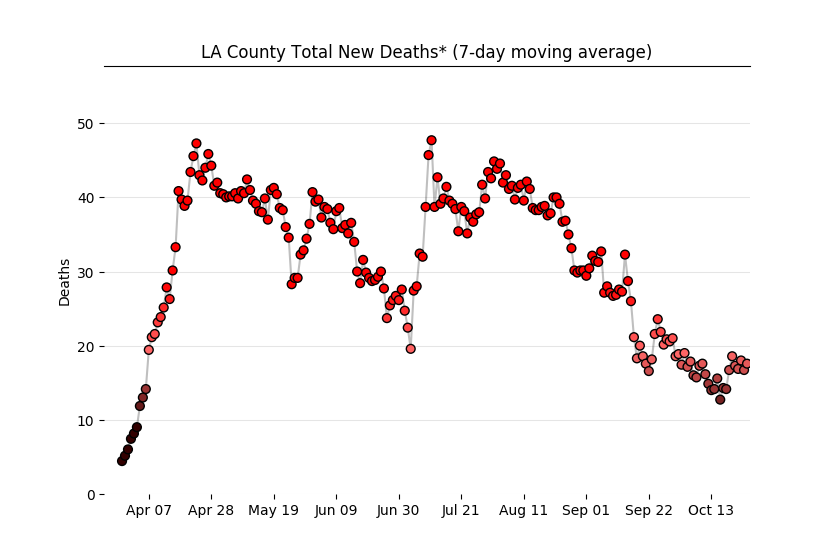 LA County Total New Deaths* (7-day moving average)
Deaths
50
40
30
20
10
0
Apr 07 Apr 28 May 19 Jun 09 Jun 30 Jul 21 Aug 11 Sep 01 Sep 22 Oct 13